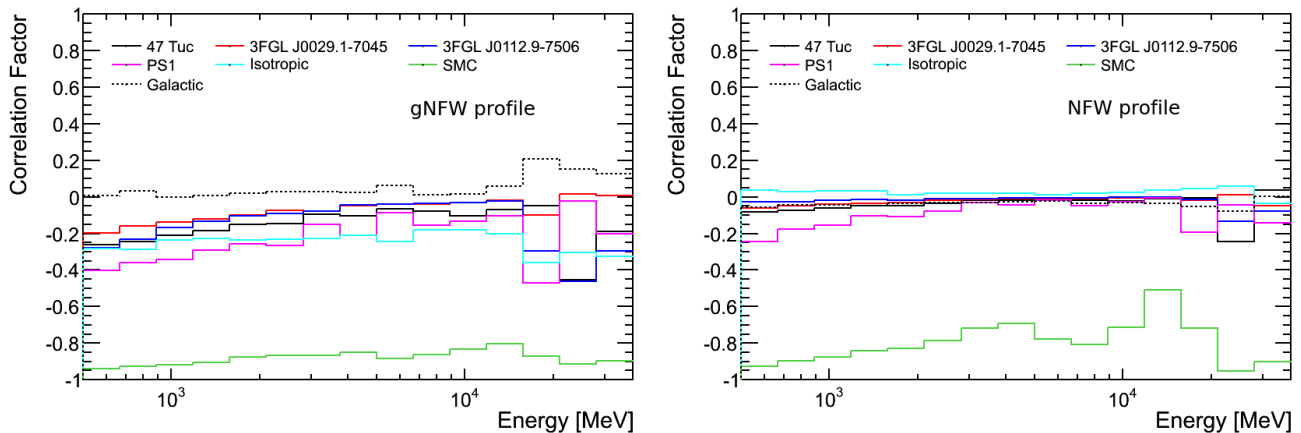 Correlation Factor
1
0.8
0.6
0.4
0.2
0
-0.2
-0.4
-0.6
-0.8
-1
47 Tuc
3FGL J0029.1-7045
3FGL J0112.9-7506
PS1
Isotropic
SMC
Galactic
gNFW profile
10³
10⁴
Energy [MeV]
Correlation Factor
1
0.8
0.6
0.4
0.2
0
-0.2
-0.4
-0.6
-0.8
-1
47 Tuc
3FGL J0029.1-7045
3FGL J0112.9-7506
PS1
Isotropic
SMC
Galactic
NFW profile
10³
10⁴
Energy [MeV]